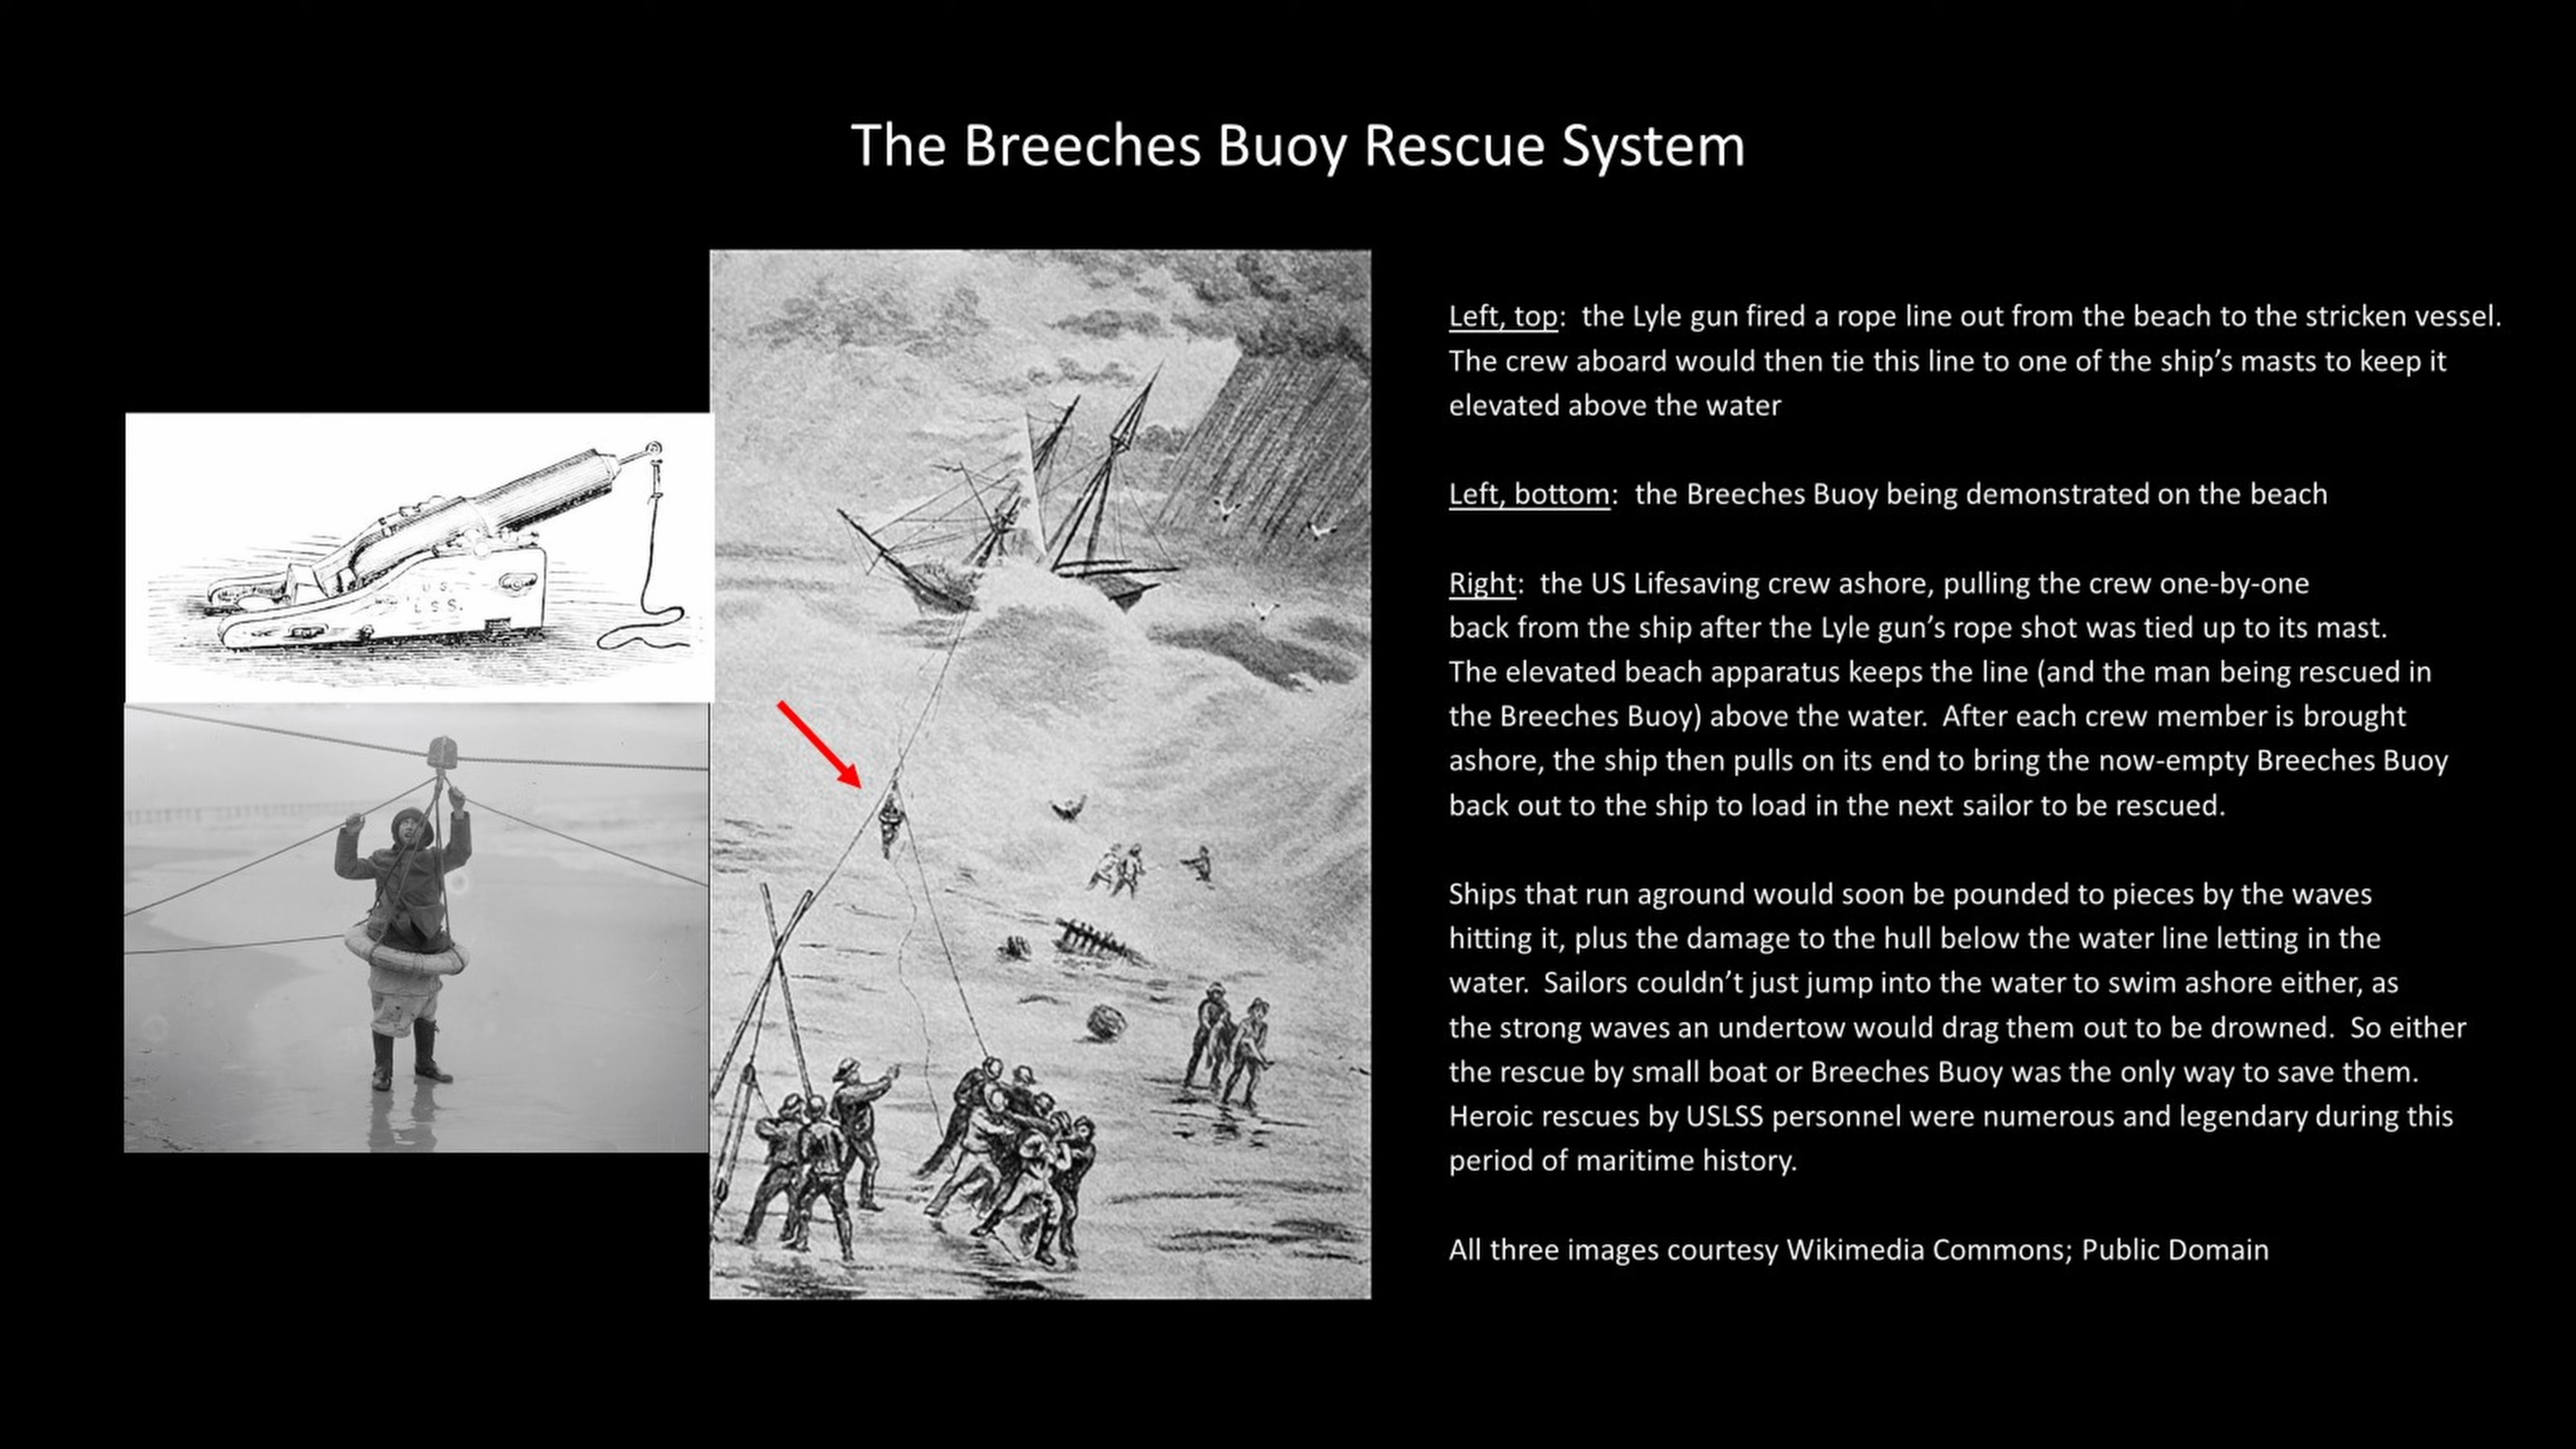 The Breeches Buoy Rescue System
U.S.
L S S.
Left, top:  the Lyle gun fired a rope line out from the beach to the stricken vessel.
The crew aboard would then tie this line to one of the ship’s masts to keep it
elevated above the water
Left, bottom:  the Breeches Buoy being demonstrated on the beach
Right:  the US Lifesaving crew ashore, pulling the crew one-by-one
back from the ship after the Lyle gun’s rope shot was tied up to its mast.
The elevated beach apparatus keeps the line (and the man being rescued in
the Breeches Buoy) above the water.  After each crew member is brought
ashore, the ship then pulls on its end to bring the now-empty Breeches Buoy
back out to the ship to load in the next sailor to be rescued.
Ships that run aground would soon be pounded to pieces by the waves
hitting it, plus the damage to the hull below the water line letting in the
water.  Sailors couldn’t just jump into the water to swim ashore either, as
the strong waves an undertow would drag them out to be drowned.  So either
the rescue by small boat or Breeches Buoy was the only way to save them.
Heroic rescues by USLSS personnel were numerous and legendary during this
period of maritime history.
All three images courtesy Wikimedia Commons; Public Domain